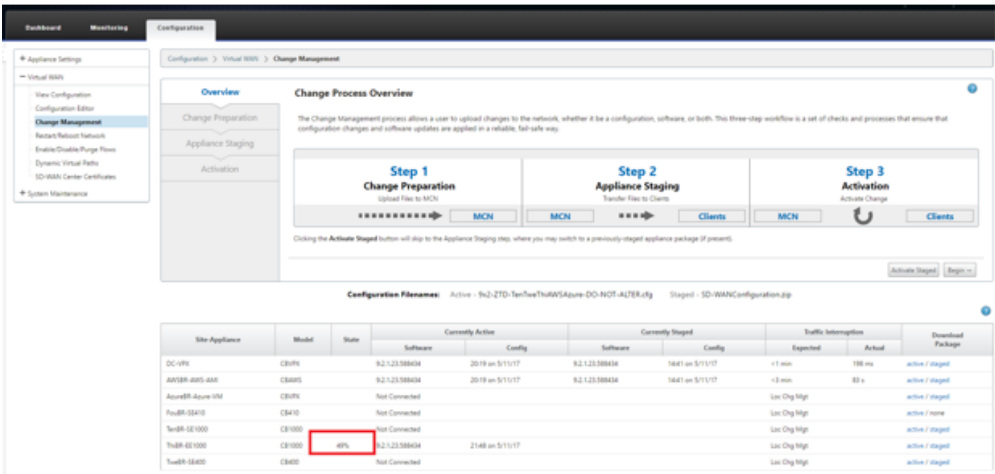 Dashboard Monitoring Configuration
+ Appliance Settings
− Virtual WAN
View Configuration
Configuration Editor
Change Management
Restart/Reboot Network
Enable/Disable/Purge Flows
Dynamic Virtual Paths
SD-WAN Center Certificates
+ System Maintenance
Configuration > Virtual WAN > Change Management
Overview
Change Preparation
Appliance Staging
Activation
Change Process Overview
The Change Management process allows a user to upload changes to the network, whether it be a configuration, software, or both. This three-step workflow is a set of checks and processes that ensure that
configuration changes and software updates are applied in a reliable, fail-safe way.
Step 1 Step 2 Step 3
Change Preparation Appliance Staging Activation
Upload Files to MCN Transfer Files to Clients Activate Change
MCN MCN Clients MCN Clients
Clicking the Activate Staged button will skip to the Appliance Staging step, where you may switch to a previously-staged appliance package (if present).
Activate Staged Begin
Configuration Filenames: Active - 9v2-ZTD-TenTweThiAWSAzure-DO-NOT-ALTER.cfg Staged - SD-WANConfiguration.zip
Site-Appliance Model State Currently Active Currently Staged Traffic Interruption Download Package
Software Config Software Config Expected Actual
DC-VPX CBVPX 9.2.1.23.588434 20:19 on 5/11/17 9.2.1.23.588434 14:41 on 5/11/17 <1 min 198 ms active / staged
AWSBR-AWS-AMI CBAWS 9.2.1.23.588434 20:19 on 5/11/17 9.2.1.23.588434 14:41 on 5/11/17 <3 min 83 s active / staged
AzureBR-Azure-VM CBVPX Not Connected Loc Chg Mgt active / staged
FouBR-SE410 CB410 Not Connected Loc Chg Mgt active / none
TenBR-SE1000 CB1000 Not Connected Loc Chg Mgt active / staged
ThiBR-EE1000 CB1000 49% 9.2.1.23.588434 21:48 on 5/11/17 Loc Chg Mgt active / staged
TweBR-SE400 CB400 Not Connected Loc Chg Mgt active / staged